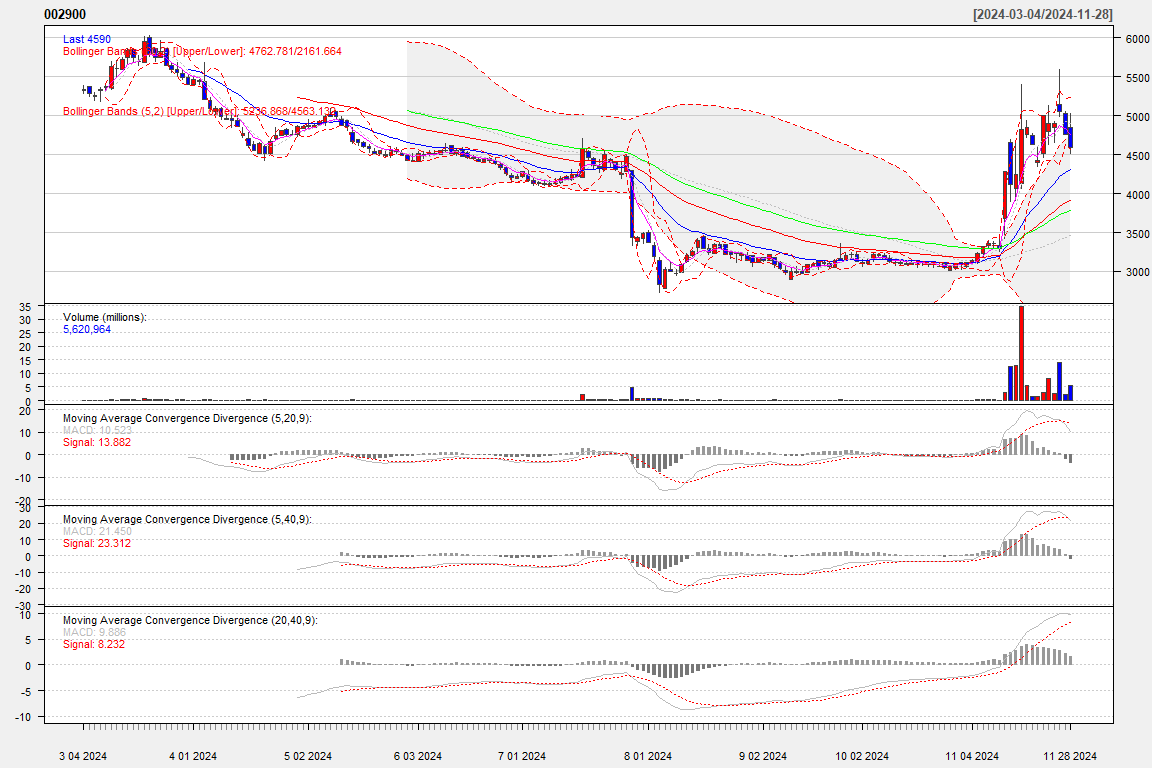 002900 [2024-03-04/2024-11-28]
Last 4590
Bollinger Bands [Upper/Lower]: 4762.781/2161.664
Bollinger Bands (5,2) [Upper/Lower]: 5236.868/4563.132
6000
5500
5000
4500
4000
3500
3000
Volume (millions):
5,620,964
35
30
25
20
15
10
5
0
Moving Average Convergence Divergence (5,20,9):
MACD: 10.523
Signal: 13.882
20
10
0
-10
-20
Moving Average Convergence Divergence (5,40,9):
MACD: 21.450
Signal: 23.312
30
20
10
0
-10
-20
-30
Moving Average Convergence Divergence (20,40,9):
MACD: 9.886
Signal: 8.232
10
5
0
-5
-10
3 04 2024 4 01 2024 5 02 2024 6 03 2024 7 01 2024 8 01 2024 9 02 2024 10 02 2024 11 04 2024 11 28 2024